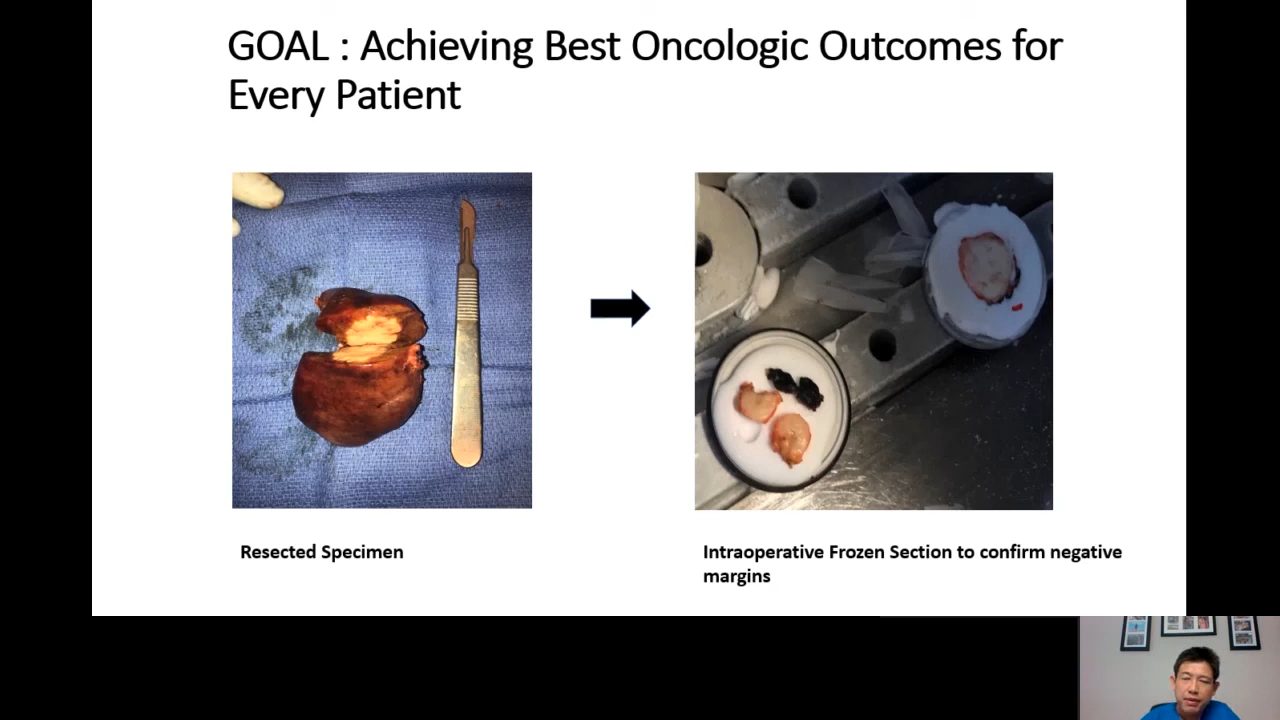 GOAL : Achieving Best Oncologic Outcomes for
Every Patient
Resected Specimen
Intraoperative Frozen Section to confirm negative
margins